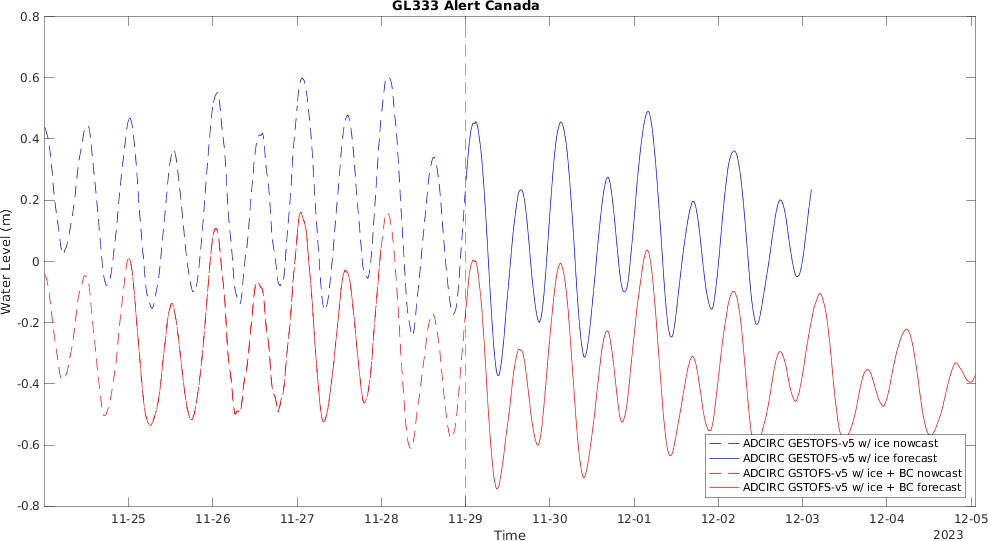 GL333 Alert Canada
0.8
0.6
0.4
0.2
0
-0.2
-0.4
-0.6
-0.8
Water Level (m)
ADCIRC GESTOFS-v5 w/ ice nowcast
ADCIRC GESTOFS-v5 w/ ice forecast
ADCIRC GSTOFS-v5 w/ ice + BC nowcast
ADCIRC GSTOFS-v5 w/ ice + BC forecast
11-25 11-26 11-27 11-28 11-29 11-30 12-01 12-02 12-03 12-04 12-05
Time
2023